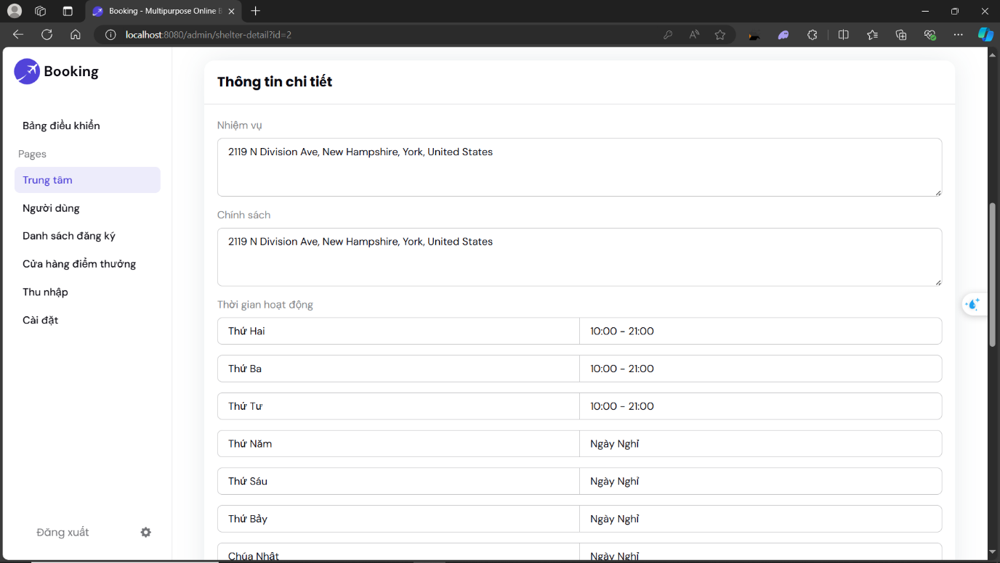 Booking - Multipurpose Online B
localhost:8080/admin/shelter-detail?id=2
Booking
Bảng điều khiển
Pages
Trung tâm
Người dùng
Danh sách đăng ký
Cửa hàng điểm thưởng
Thu nhập
Cài đặt
Đăng xuất
Thông tin chi tiết
Nhiệm vụ
2119 N Division Ave, New Hampshire, York, United States
Chính sách
2119 N Division Ave, New Hampshire, York, United States
Thời gian hoạt động
Thứ Hai 10:00 - 21:00
Thứ Ba 10:00 - 21:00
Thứ Tư 10:00 - 21:00
Thứ Năm Ngày Nghỉ
Thứ Sáu Ngày Nghỉ
Thứ Bảy Ngày Nghỉ
Chúa Nhật Ngày Nghỉ